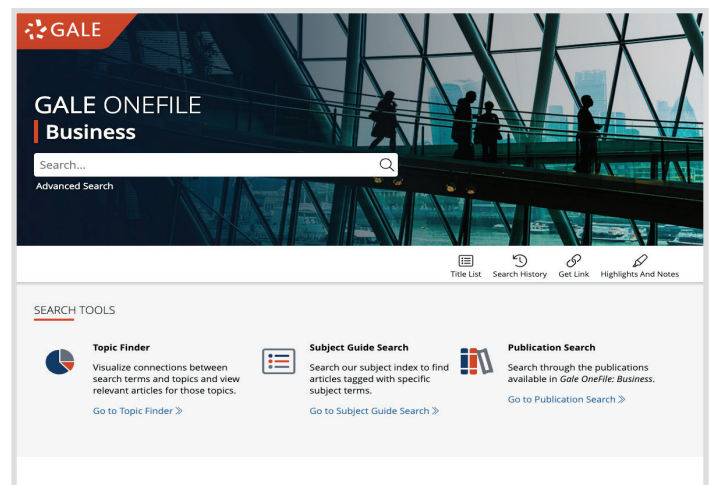 GALE
GALE ONEFILE
Business
Search...
Advanced Search
Title List
Search History
Get Link
Highlights And Notes
SEARCH TOOLS
Topic Finder
Visualize connections between
search terms and topics and view
relevant articles for those topics.
Go to Topic Finder »
Subject Guide Search
Search our subject index to find
articles tagged with specific
subject terms.
Go to Subject Guide Search »
Publication Search
Search through the publications
available in Gale OneFile: Business.
Go to Publication Search »